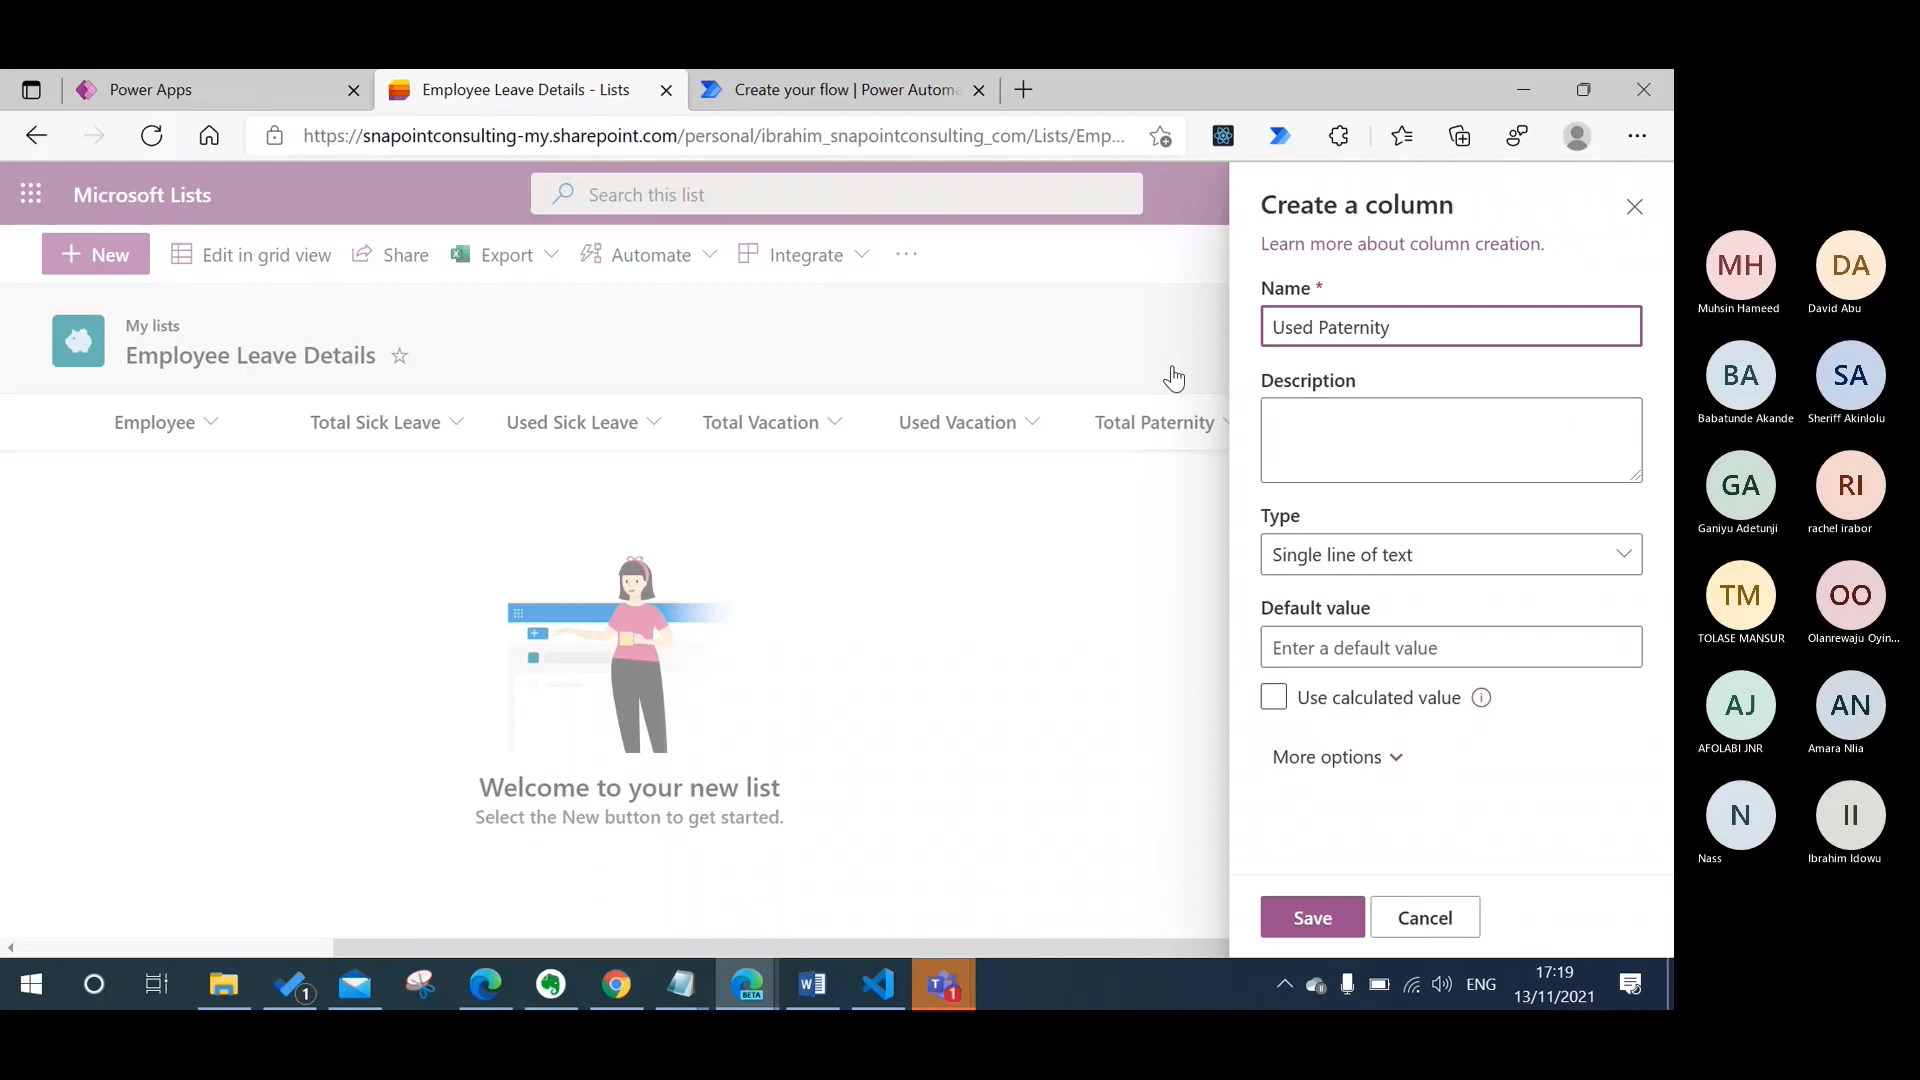 Power Apps
Employee Leave Details - Lists
Create your flow | Power Automa
https://snapointconsulting-my.sharepoint.com/personal/ibrahim_snapointconsulting_com/Lists/Emp...
Microsoft Lists
Search this list
New
Edit in grid view
Share
Export
Automate
Integrate
My lists
Employee Leave Details
Employee
Total Sick Leave
Used Sick Leave
Total Vacation
Used Vacation
Total Paternity
Welcome to your new list
Select the New button to get started.
Create a column
Learn more about column creation.
Name *
Used Paternity
Description
Type
Single line of text
Default value
Enter a default value
Use calculated value
More options
Save
Cancel
MH
Muhsin Hameed
DA
David Abu
BA
Babatunde Akande
SA
Sheriff Akinlolu
GA
Ganiyu Adetunji
RI
rachel irabor
TM
TOLASE MANSUR
OO
Olanrewaju Oyin...
AJ
AFOLABI JNR
AN
Amara Nlia
N
Nass
II
Ibrahim Idowu
1
BETA
1
ENG
17:19
13/11/2021